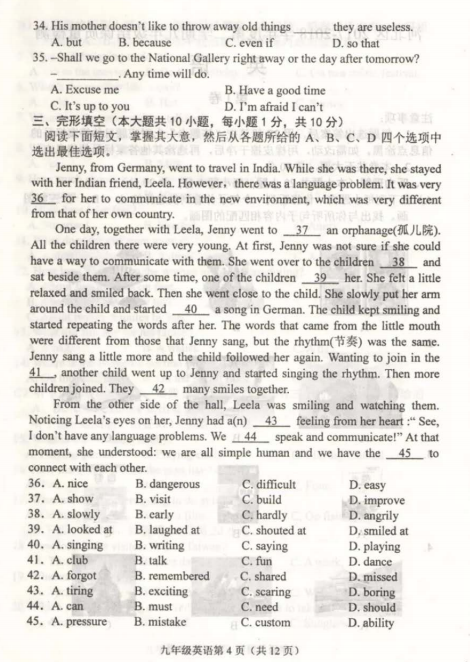 34. His mother doesn't like to throw away old things ______ they are useless.
A. but B. because C. even if D. so that
35. –Shall we go to the National Gallery right away or the day after tomorrow?
– ________. Any time will do.
A. Excuse me B. Have a good time
C. It's up to you D. I'm afraid I can't
三、完形填空（本大题共 10 小题，每小题 1 分，共 10 分）
阅读下面短文，掌握其大意，然后从各题所给的 A、B、C、D 四个选项中
选出最佳选项。
Jenny, from Germany, went to travel in India. While she was there, she stayed
with her Indian friend, Leela. However, there was a language problem. It was very
36 for her to communicate in the new environment, which was very different
from that of her own country.
One day, together with Leela, Jenny went to 37 an orphanage(孤儿院).
All the children there were very young. At first, Jenny was not sure if she could
have a way to communicate with them. She went over to the children 38 and
sat beside them. After some time, one of the children 39 her. She felt a little
relaxed and smiled back. Then she went close to the child. She slowly put her arm
around the child and started 40 a song in German. The child kept smiling and
started repeating the words after her. The words that came from the little mouth
were different from those that Jenny sang, but the rhythm(节奏) was the same.
Jenny sang a little more and the child followed her again. Wanting to join in the
41 , another child went up to Jenny and started singing the rhythm. Then more
children joined. They 42 many smiles together.
From the other side of the hall, Leela was smiling and watching them.
Noticing Leela's eyes on her, Jenny had a(n) 43 feeling from her heart :“ See,
I don't have any language problems. We 44 speak and communicate!” At that
moment, she understood: we are all simple human and we have the 45 to
connect with each other.
36. A. nice B. dangerous C. difficult D. easy
37. A. show B. visit C. build D. improve
38. A. slowly B. early C. hardly D. angrily
39. A. looked at B. laughed at C. shouted at D. smiled at
40. A. singing B. writing C. saying D. playing
41. A. club B. talk C. fun D. dance
42. A. forgot B. remembered C. shared D. missed
43. A. tiring B. exciting C. scaring D. boring
44. A. can B. must C. need D. should
45. A. pressure B. mistake C. custom D. ability
九年级英语第 4 页（共 12 页）